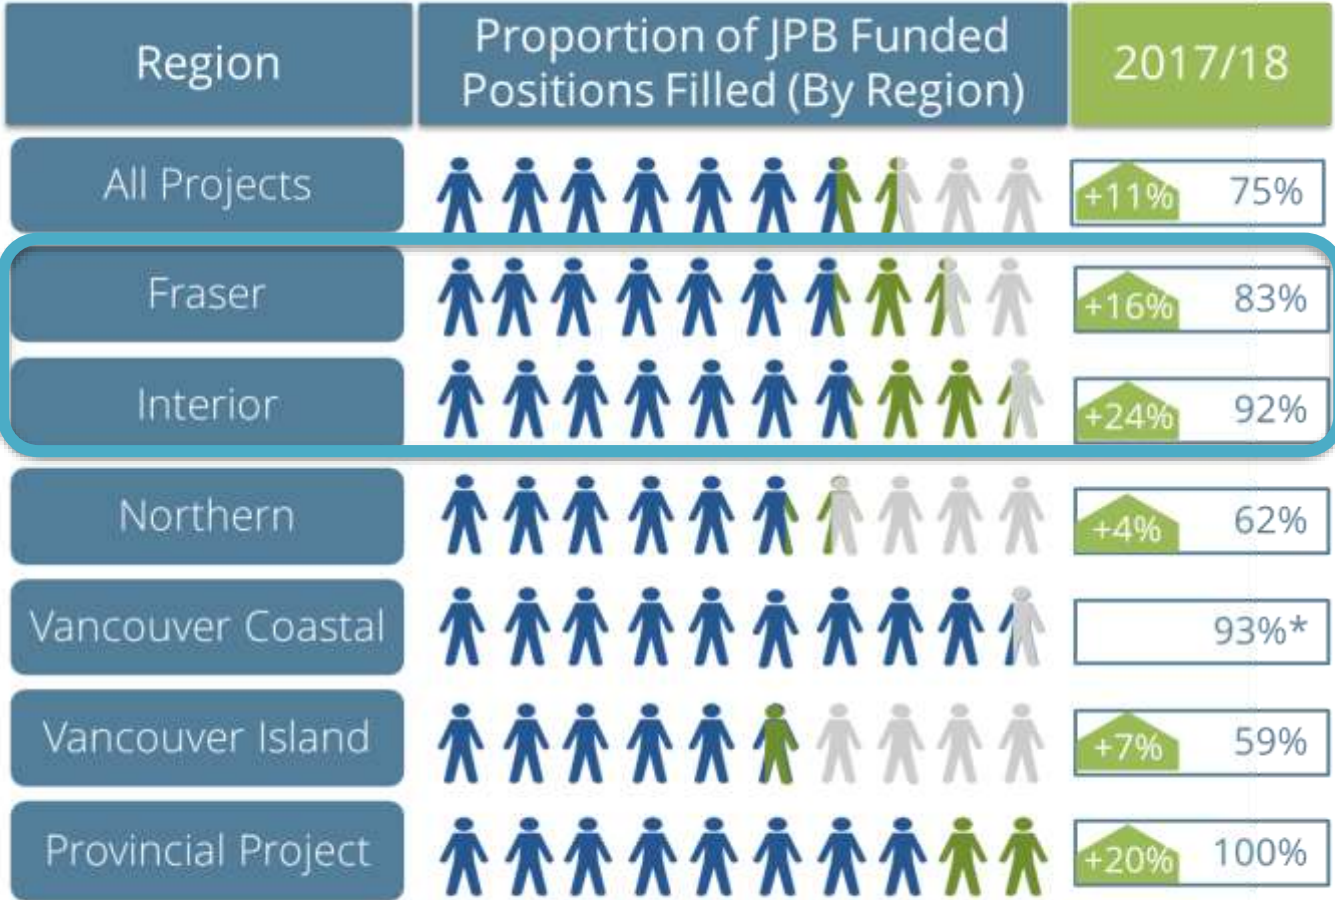 Region
Proportion of JPB Funded
Positions Filled (By Region)
2017/18
All Projects
+11%
75%
Fraser
+16%
83%
Interior
+24%
92%
Northern
+4%
62%
Vancouver Coastal
93%*
Vancouver Island
+7%
59%
Provincial Project
+20%
100%